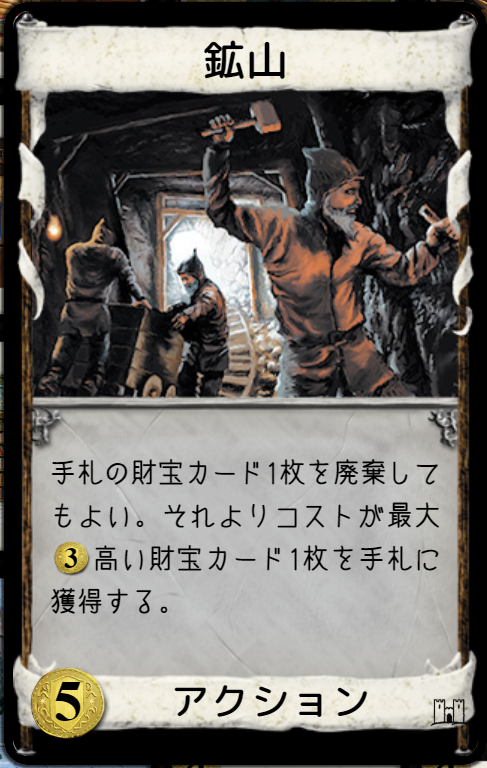 鉱山
手札の財宝カード1枚を廃棄して
もよい。それよりコストが最大
3高い財宝カード1枚を手札に
獲得する。
5 アクション